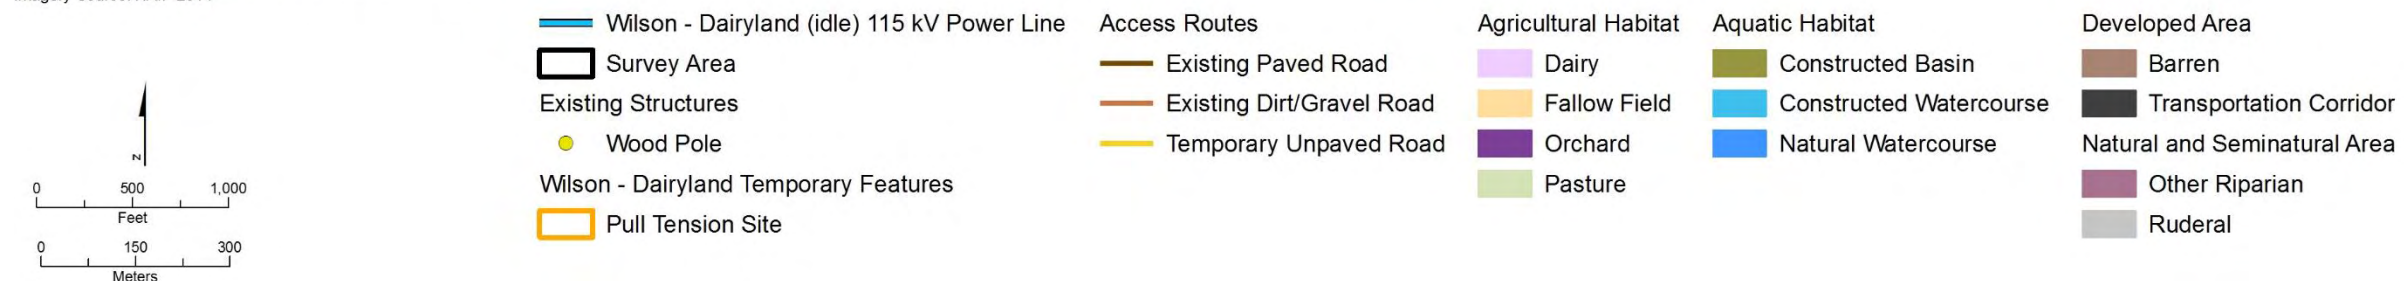 Wilson - Dairyland (idle) 115 kV Power Line
Survey Area
Existing Structures
Wood Pole
Wilson - Dairyland Temporary Features
Pull Tension Site
Access Routes
Existing Paved Road
Existing Dirt/Gravel Road
Temporary Unpaved Road
Agricultural Habitat
Dairy
Fallow Field
Orchard
Pasture
Aquatic Habitat
Constructed Basin
Constructed Watercourse
Natural Watercourse
Developed Area
Barren
Transportation Corridor
Natural and Seminatural Area
Other Riparian
Ruderal
N
0 500 1,000
Feet
0 150 300
Meters